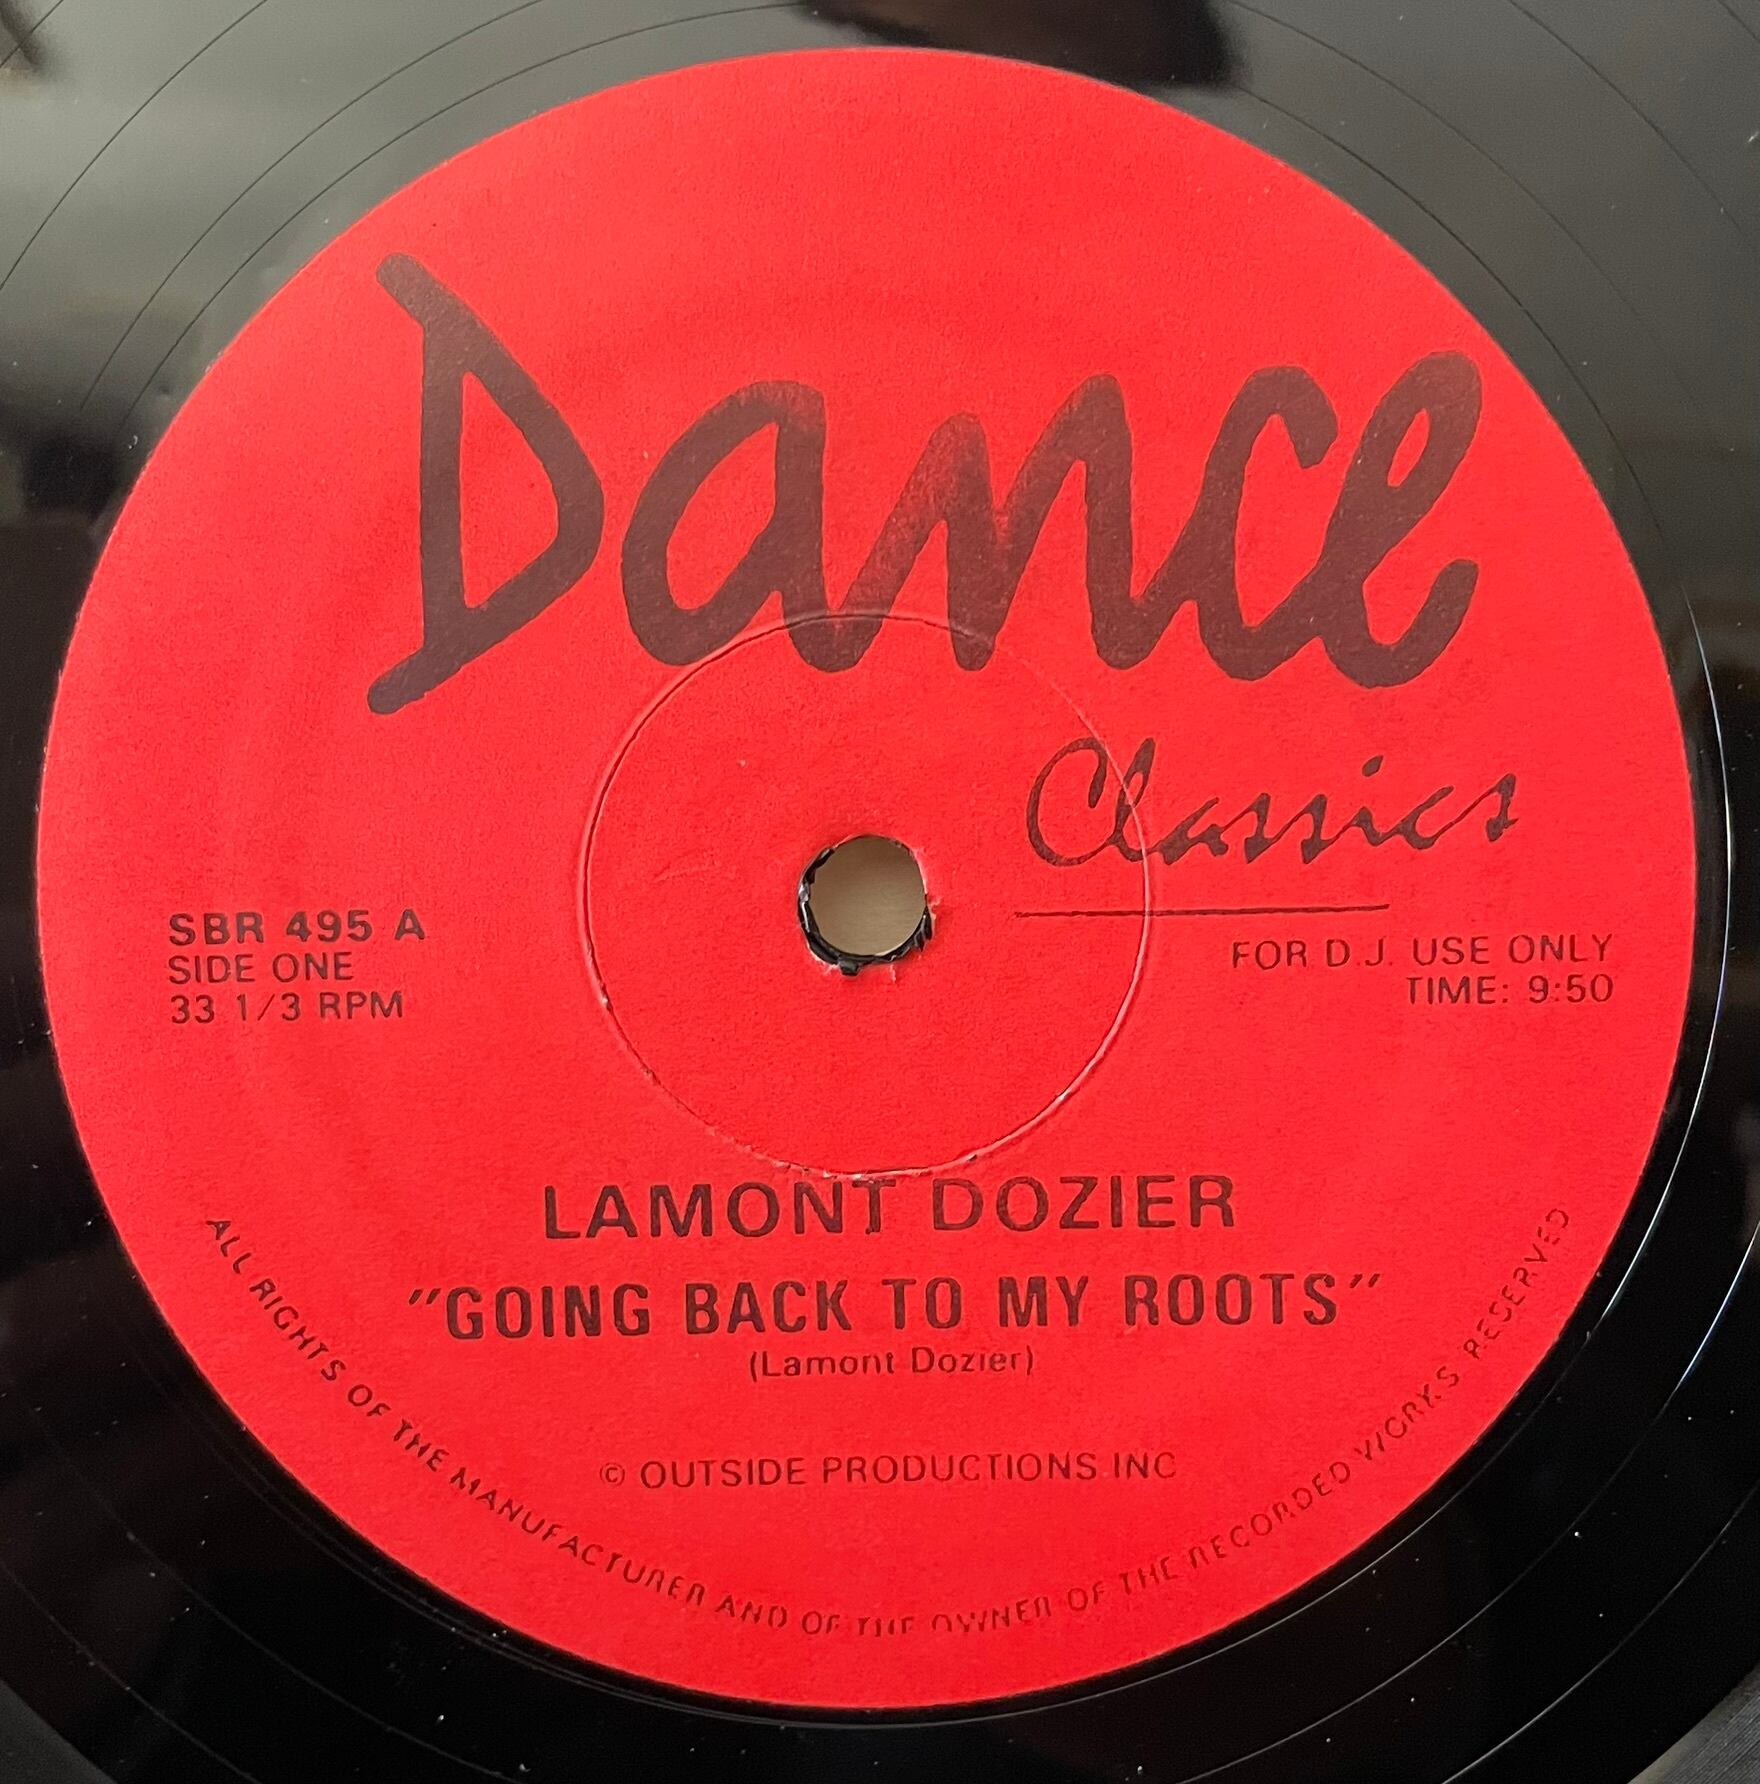 Dance
Classics
SBR 495 A
SIDE ONE
33 1/3 RPM
FOR D.J. USE ONLY
TIME: 9:50
LAMONT DOZIER
"GOING BACK TO MY ROOTS"
(Lamont Dozier)
© OUTSIDE PRODUCTIONS INC
ALL RIGHTS OF THE MANUFACTURER AND OF THE OWNER OF THE RECORDED WORKS RESERVED